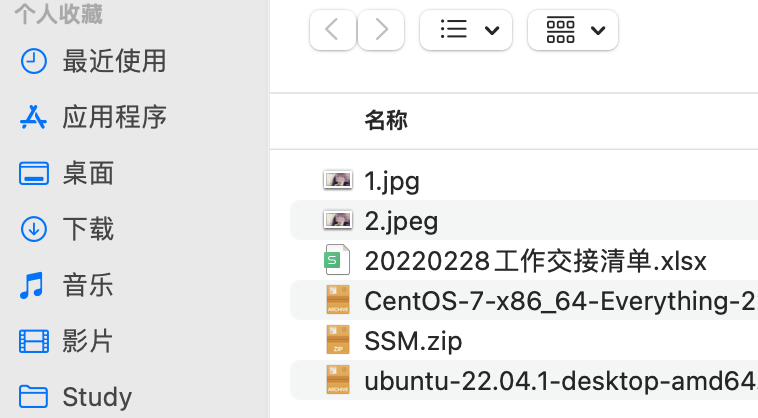 个人收藏
最近使用
应用程序
桌面
下载
音乐
影片
Study
名称
1.jpg
2.jpeg
20220228工作交接清单.xlsx
CentOS-7-x86_64-Everything-2
SSM.zip
ubuntu-22.04.1-desktop-amd64.